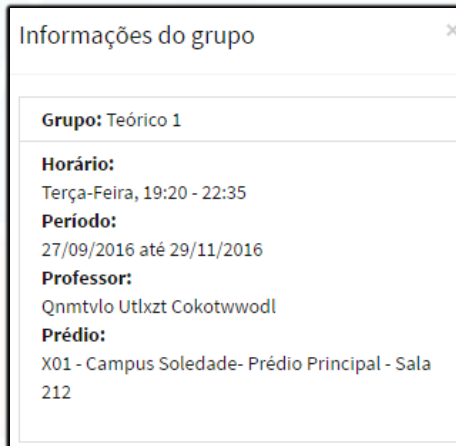 Informações do grupo ×
Grupo: Teórico 1
Horário:
Terça-Feira, 19:20 - 22:35
Período:
27/09/2016 até 29/11/2016
Professor:
Qnmtvlo Utlxzt Cokotwwodl
Prédio:
X01 - Campus Soledade- Prédio Principal - Sala
212